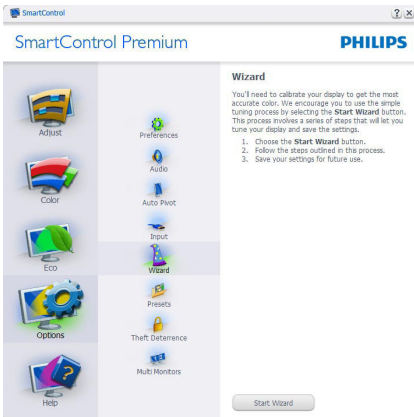 SmartControl
? x
SmartControl Premium
PHILIPS
Adjust
Color
Eco
Options
Help
Preferences
Audio
Auto Pivot
Input
Wizard
Presets
Theft Deterrence
Multi Monitors
Wizard
You'll need to calibrate your display to get the most
accurate color. We encourage you to use the simple
tuning process by selecting the Start Wizard button.
This process involves a series of steps that will let you
tune your display and save the settings.
1. Choose the Start Wizard button.
2. Follow the steps outlined in this process.
3. Save your settings for future use.
Start Wizard